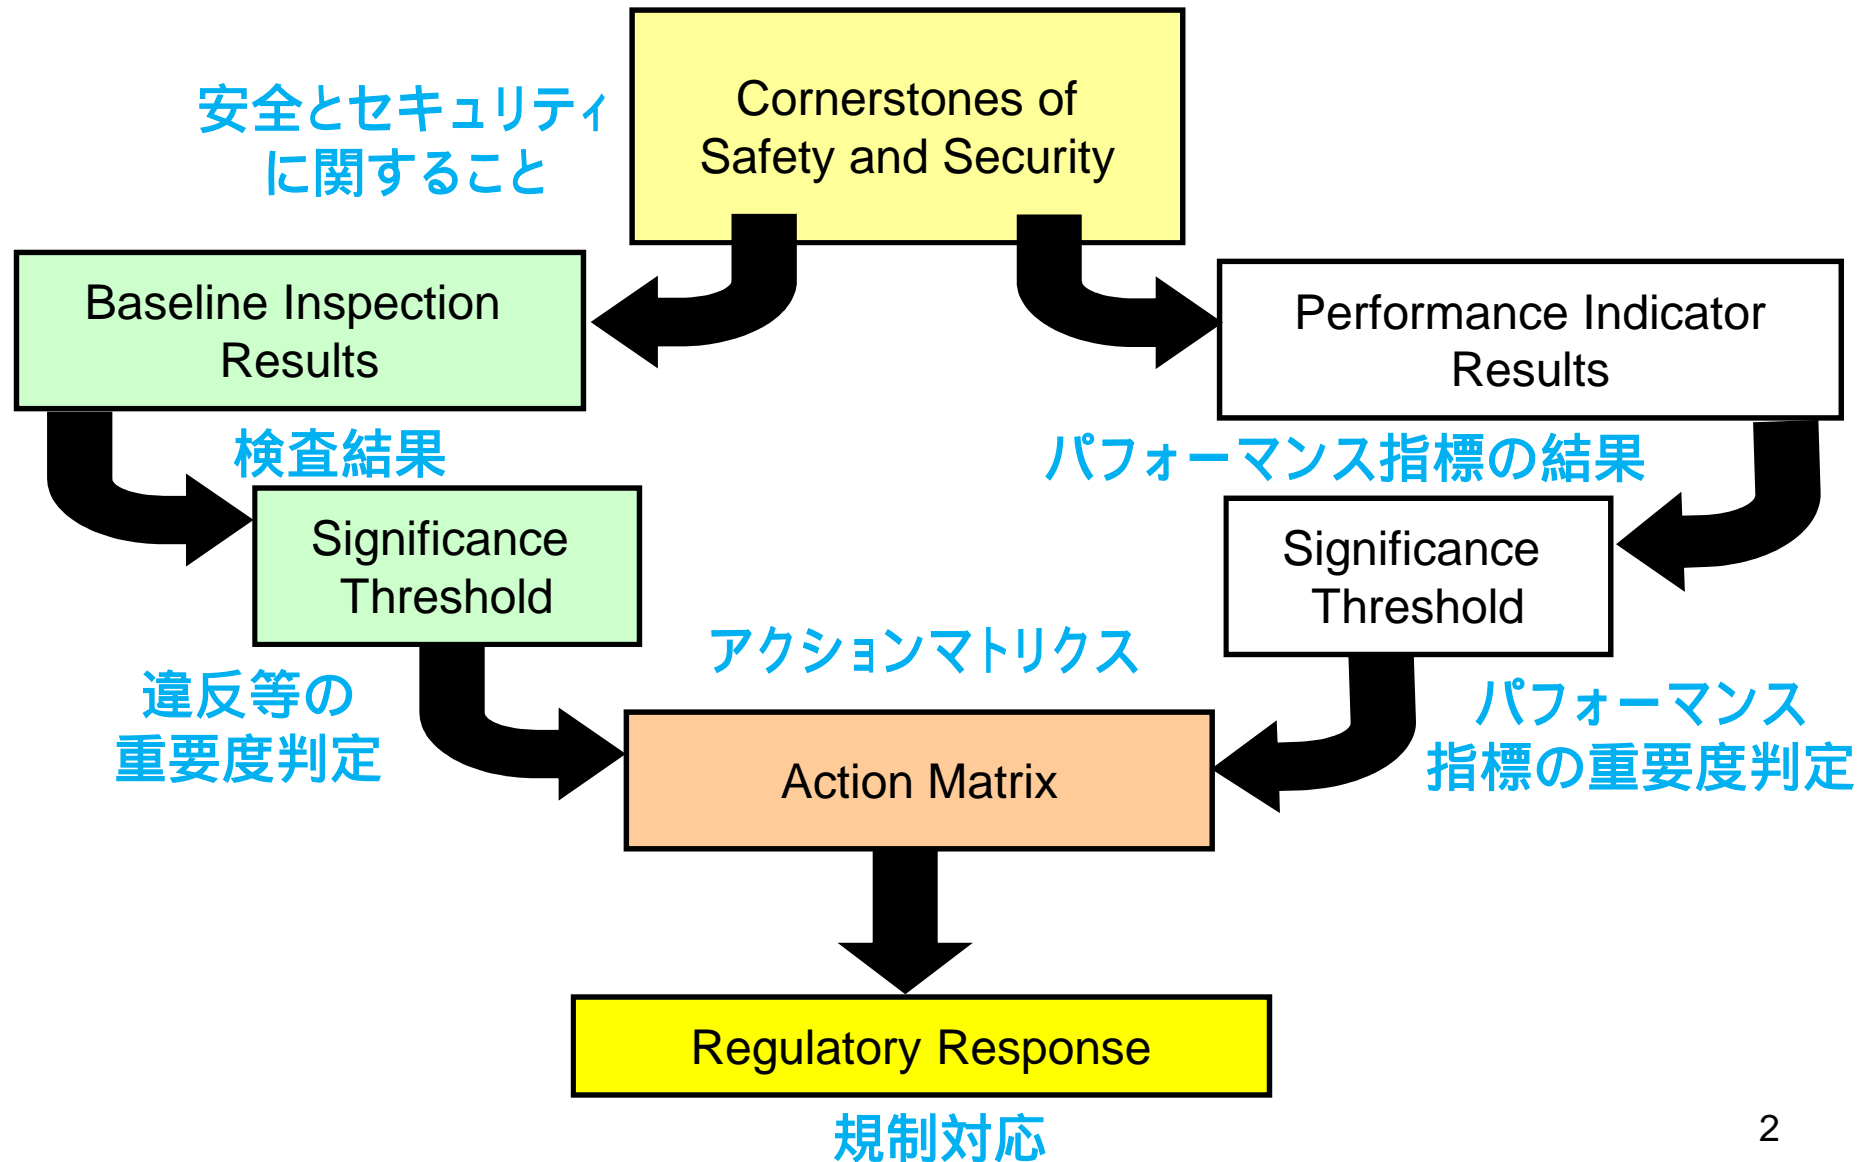 Cornerstones of
Safety and Security
安全とセキュリティ
に関すること
Baseline Inspection
Results
Performance Indicator
Results
検査結果
パフォーマンス指標の結果
Significance
Threshold
Significance
Threshold
違反等の
重要度判定
アクションマトリクス
パフォーマンス
指標の重要度判定
Action Matrix
Regulatory Response
規制対応
2